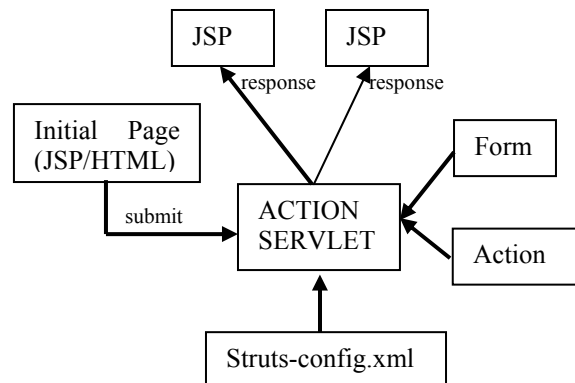 JSP
JSP
response
response
Initial Page
(JSP/HTML)
Form
submit
ACTION
SERVLET
Action
Struts-config.xml